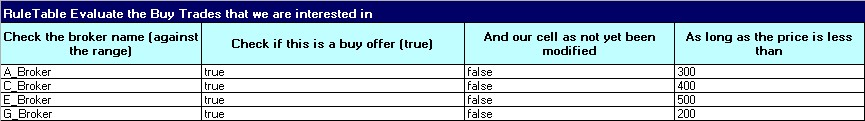 RuleTable Evaluate the Buy Trades that we are interested in
Check the broker name (against the range) Check if this is a buy offer (true) And our cell as not yet been modified As long as the price is less than
A_Broker true false 300
C_Broker true false 400
E_Broker true false 500
G_Broker true false 200